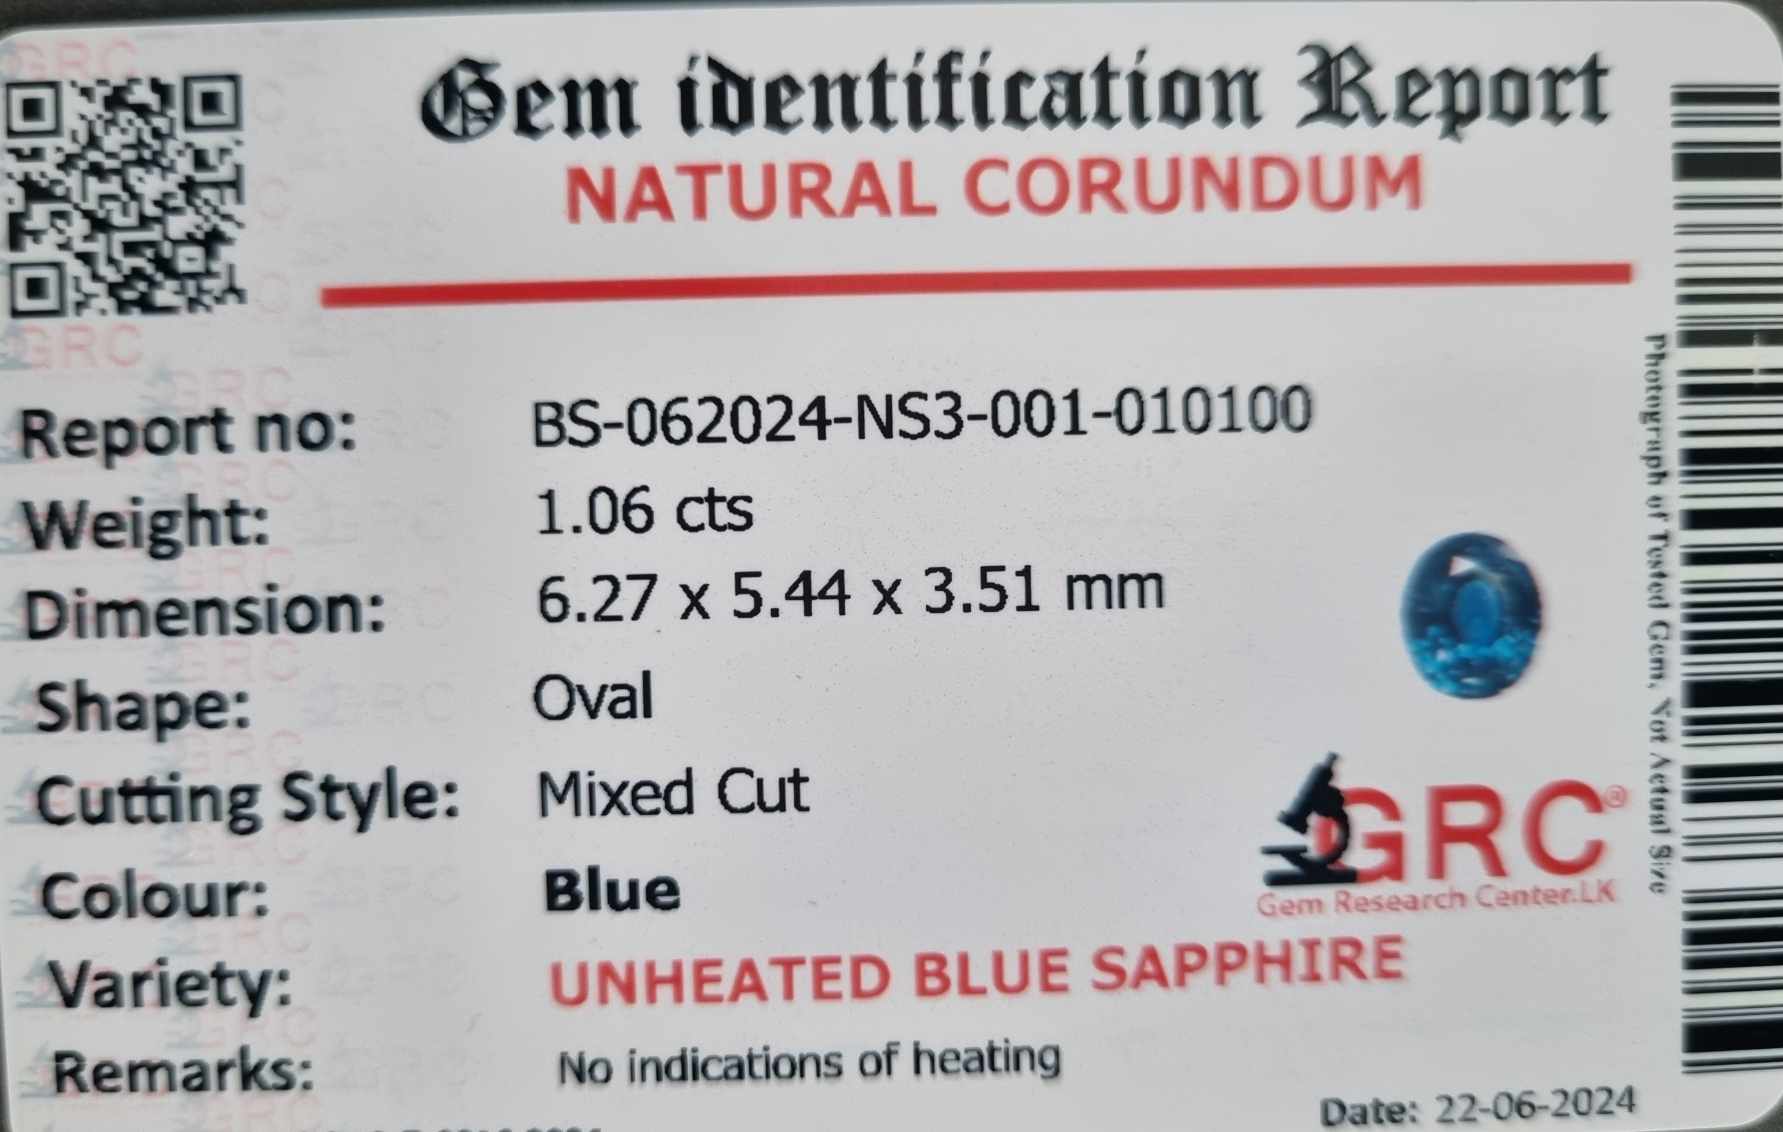 Gem identification Report
NATURAL CORUNDUM
Report no: BS-062024-NS3-001-010100
Weight: 1.06 cts
Dimension: 6.27 x 5.44 x 3.51 mm
Shape: Oval
Cutting Style: Mixed Cut
Colour: Blue
Variety: UNHEATED BLUE SAPPHIRE
Remarks: No indications of heating
Photograph of Tested Gem, Not Actual Size
GRC®
Gem Research Center.LK
Date: 22-06-2024
GRC
GRC